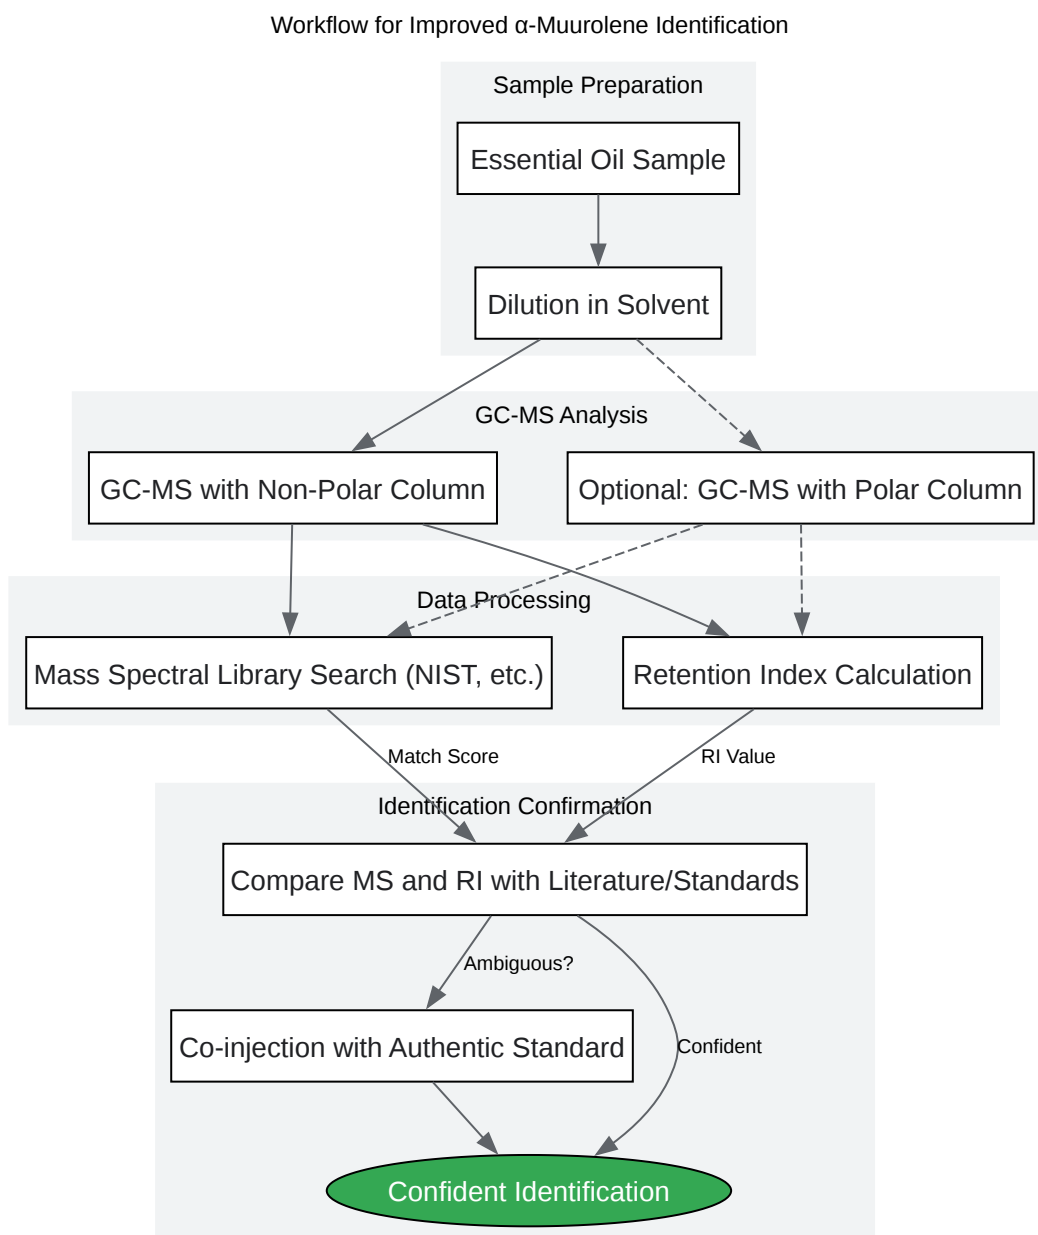 Workflow for Improved α-Muurolene Identification
Sample Preparation
Essential Oil Sample
Dilution in Solvent
GC-MS Analysis
GC-MS with Non-Polar Column
Optional: GC-MS with Polar Column
Data Processing
Mass Spectral Library Search (NIST, etc.)
Retention Index Calculation
Match Score
RI Value
Identification Confirmation
Compare MS and RI with Literature/Standards
Ambiguous?
Co-injection with Authentic Standard
Confident
Confident Identification